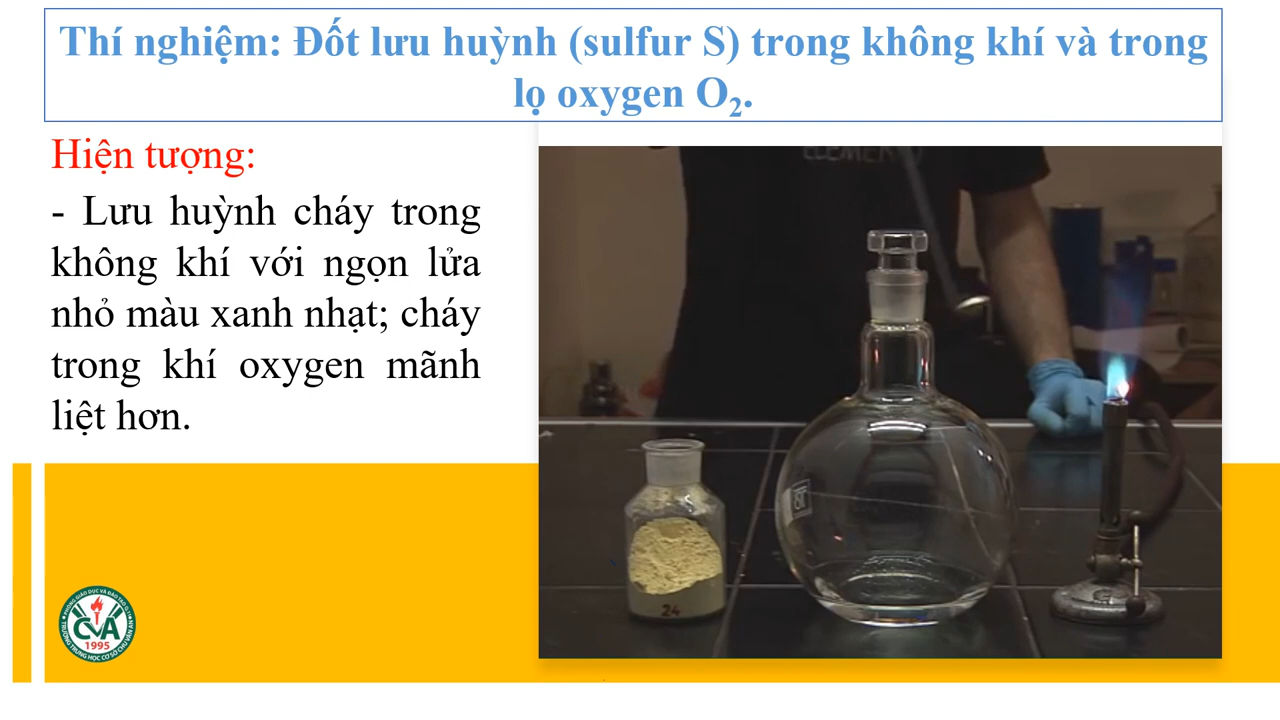 Thí nghiệm: Đốt lưu huỳnh (sulfur S) trong không khí và trong
lọ oxygen O₂.
Hiện tượng:
- Lưu huỳnh cháy trong
không khí với ngọn lửa
nhỏ màu xanh nhạt; cháy
trong khí oxygen mãnh
liệt hơn.
24
CVA
1995